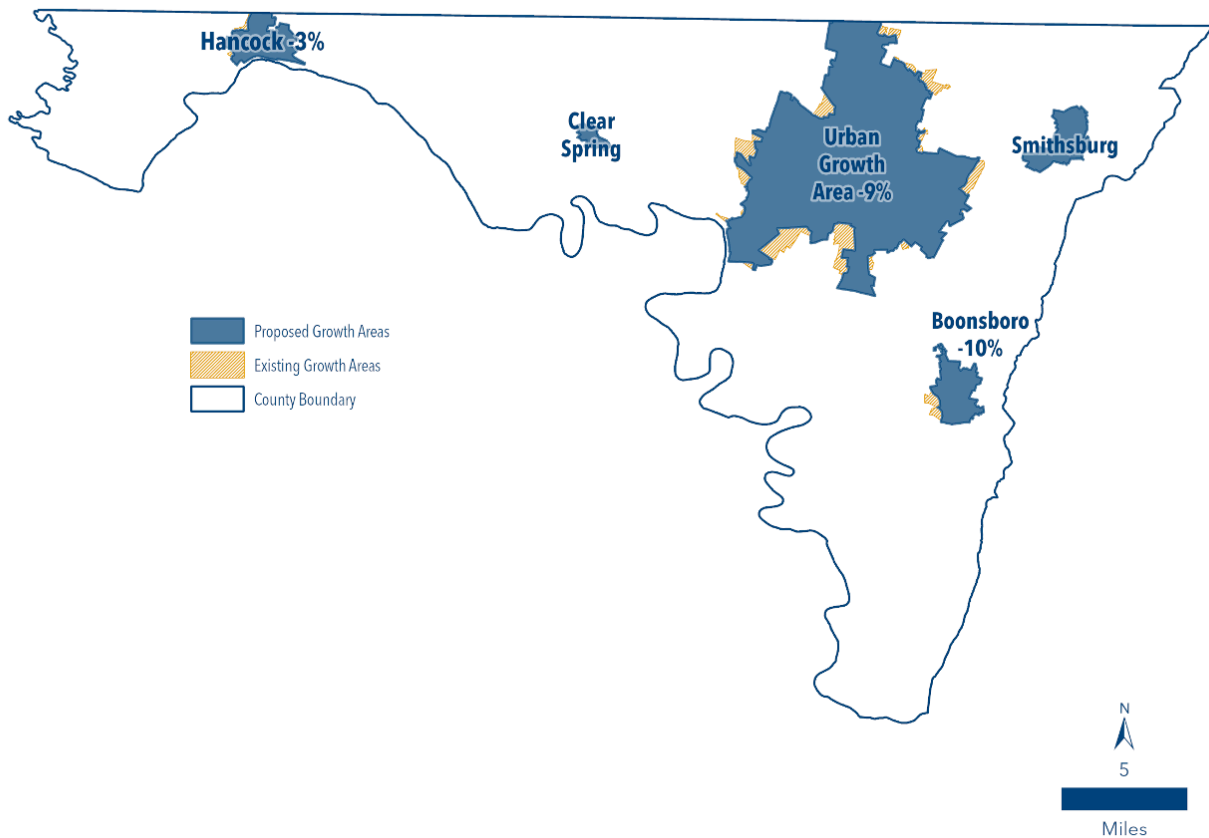 Hancock -3%
Clear
Spring
Urban
Growth
Area -9%
Smithsburg
Boonsboro
-10%
Proposed Growth Areas
Existing Growth Areas
County Boundary
N
5
Miles